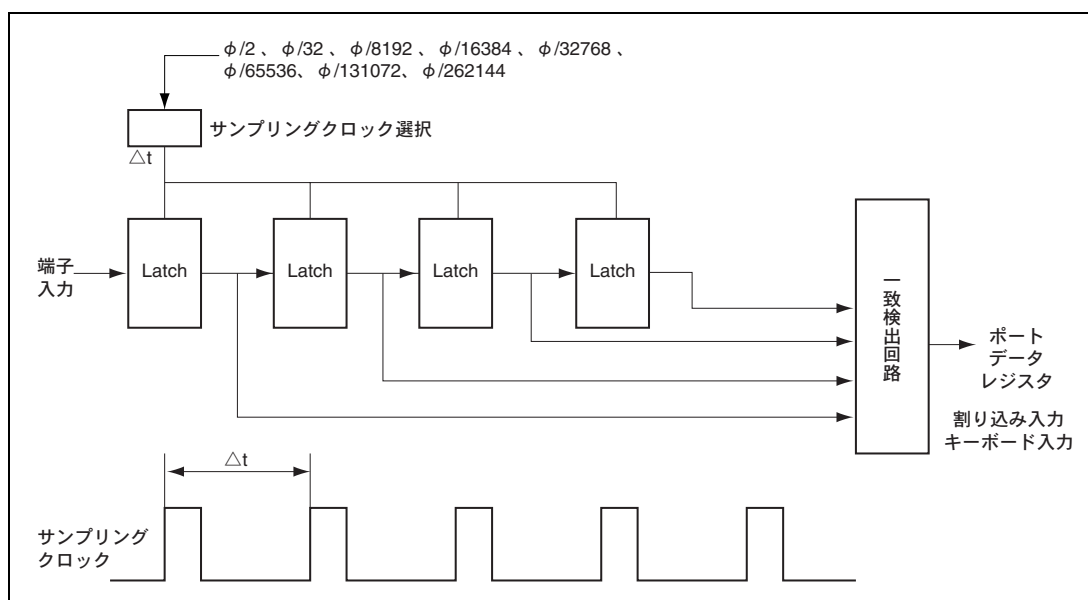 φ/2 、 φ/32 、 φ/8192 、 φ/16384 、 φ/32768 、
φ/65536、 φ/131072、 φ/262144
サンプリングクロック選択
△t
端子
入力
Latch
Latch
Latch
Latch
一致検出回路
ポート
データ
レジスタ
割り込み入力
キーボード入力
△t
サンプリング
クロック